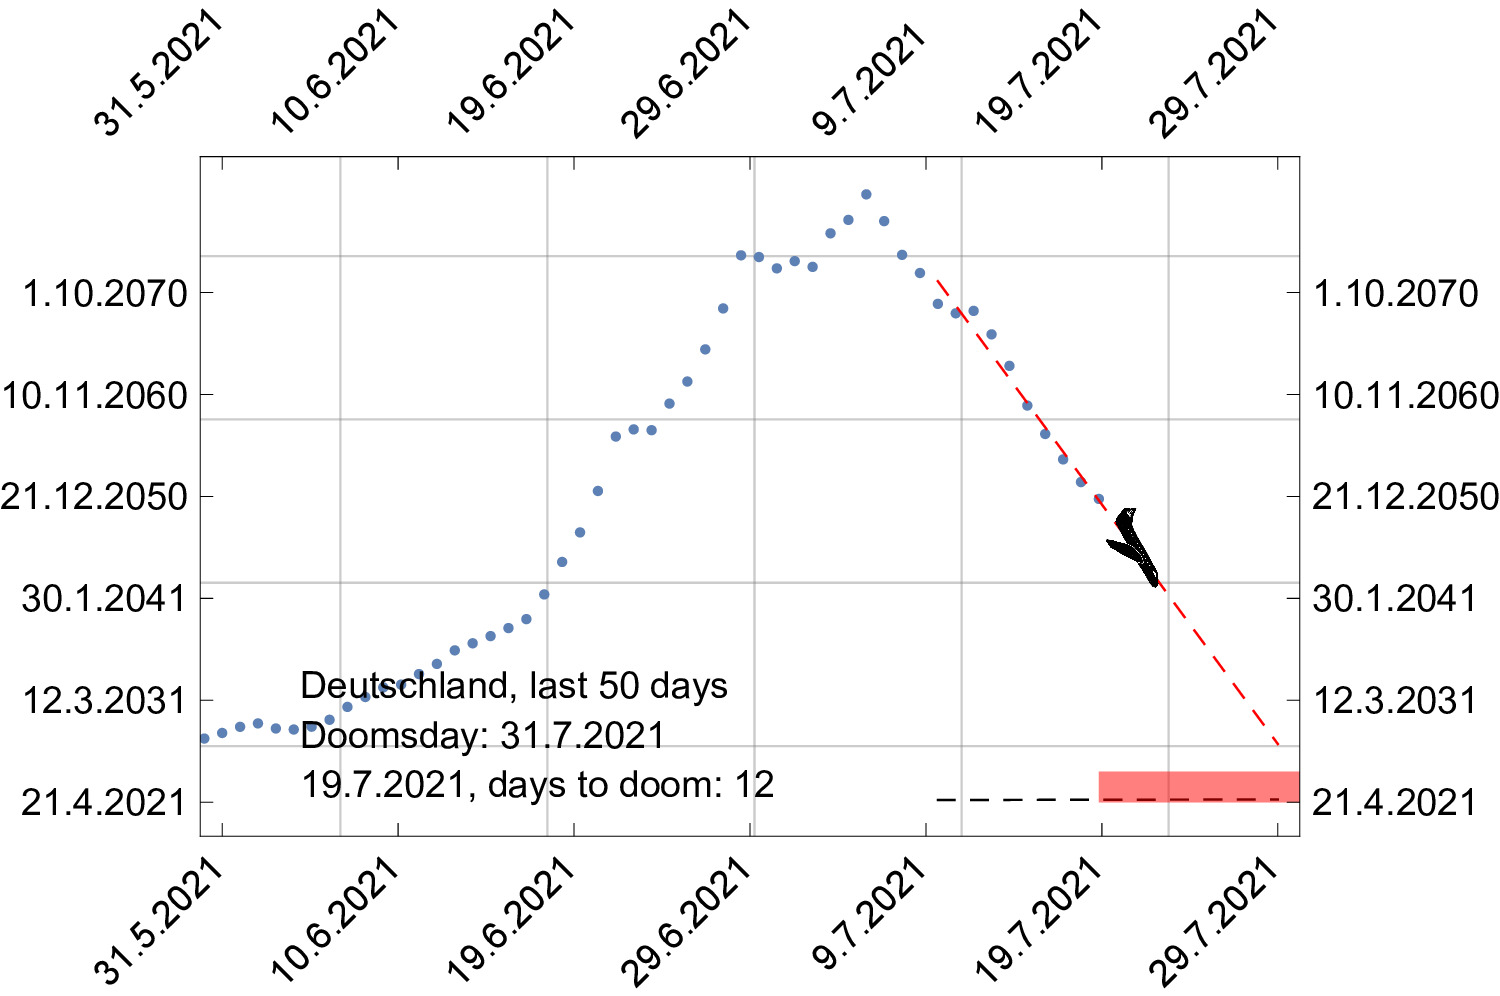 31.5.2021 10.6.2021 19.6.2021 29.6.2021 9.7.2021 19.7.2021 29.7.2021
1.10.2070 1.10.2070
10.11.2060 10.11.2060
21.12.2050 21.12.2050
30.1.2041 30.1.2041
Deutschland, last 50 days
12.3.2031 12.3.2031
Doomsday: 31.7.2021
19.7.2021, days to doom: 12
21.4.2021 21.4.2021
31.5.2021 10.6.2021 19.6.2021 29.6.2021 9.7.2021 19.7.2021 29.7.2021